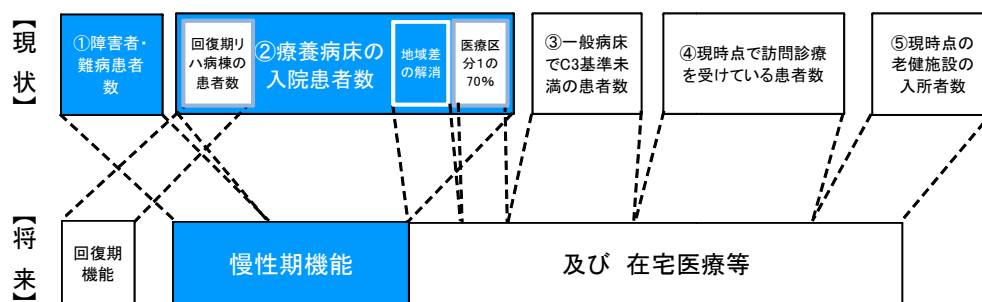 【現状】
①障害者・
難病患者
数
回復期リ
ハ病棟の
患者数
②療養病床の
入院患者数
地域差
の解消
医療区
分1の
70%
③一般病床
でC3基準未
満の患者数
④現時点で訪問診療
を受けている患者数
⑤現時点の
老健施設の
入所者数
【将来】
回復期
機能
慢性期機能
及び 在宅医療等